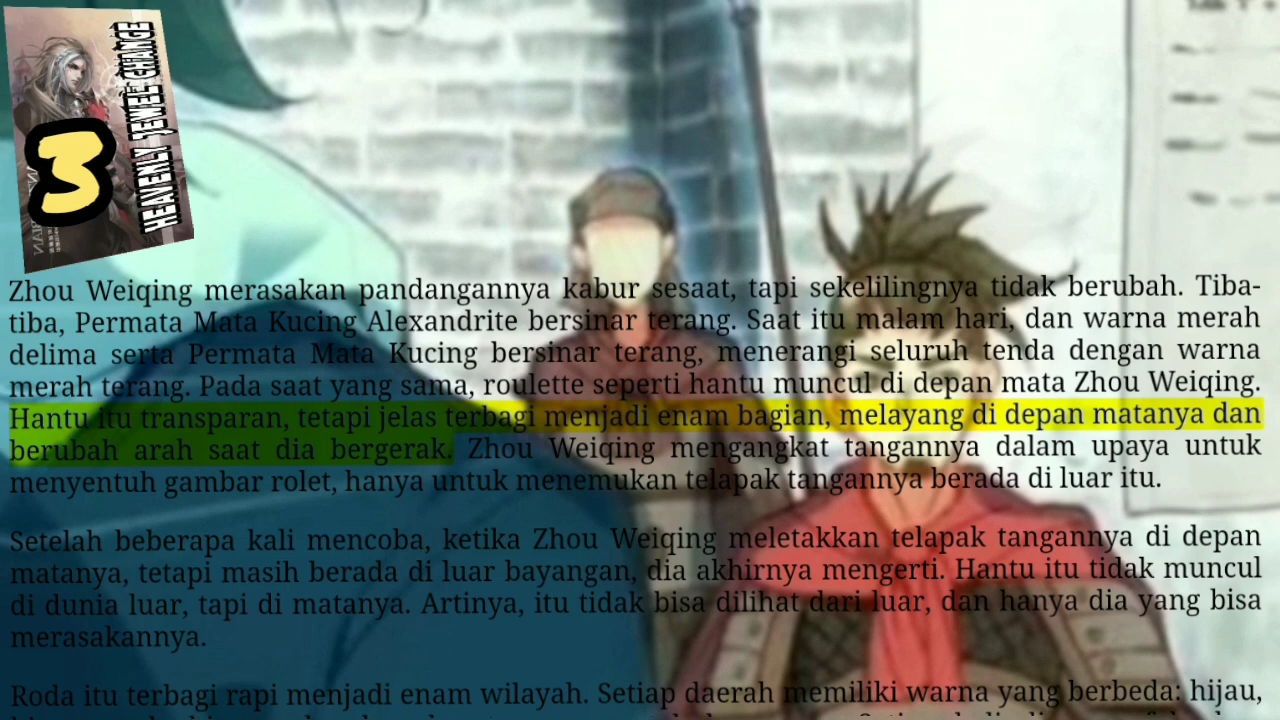 3
HEAVENLY JEWEL CHANGE
Zhou Weiqing merasakan pandangannya kabur sesaat, tapi sekelilingnya tidak berubah. Tiba-
tiba, Permata Mata Kucing Alexandrite bersinar terang. Saat itu malam hari, dan warna merah
delima serta Permata Mata Kucing bersinar terang, menerangi seluruh tenda dengan warna
merah terang. Pada saat yang sama, roulette seperti hantu muncul di depan mata Zhou Weiqing.
Hantu itu transparan, tetapi jelas terbagi menjadi enam bagian, melayang di depan matanya dan
berubah arah saat dia bergerak. Zhou Weiqing mengangkat tangannya dalam upaya untuk
menyentuh gambar rolet, hanya untuk menemukan telapak tangannya berada di luar itu.
Setelah beberapa kali mencoba, ketika Zhou Weiqing meletakkan telapak tangannya di depan
matanya, tetapi masih berada di luar bayangan, dia akhirnya mengerti. Hantu itu tidak muncul
di dunia luar, tapi di matanya. Artinya, itu tidak bisa dilihat dari luar, dan hanya dia yang bisa
merasakannya.
Roda itu terbagi rapi menjadi enam wilayah. Setiap daerah memiliki warna yang berbeda: hijau,